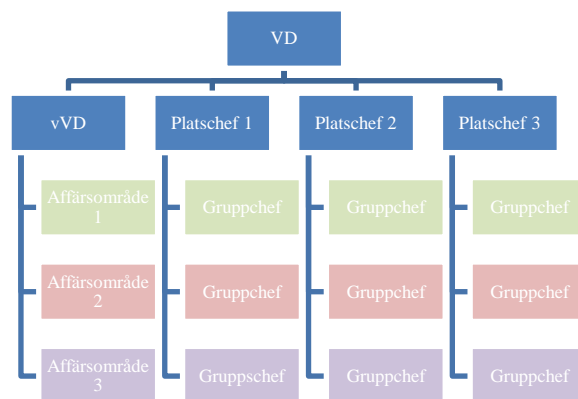 VD
vVD
Platschef 1
Platschef 2
Platschef 3
Affärsområde
1
Gruppchef
Gruppchef
Gruppchef
Affärsområde
2
Gruppchef
Gruppchef
Gruppchef
Affärsområde
3
Gruppschef
Gruppchef
Gruppchef